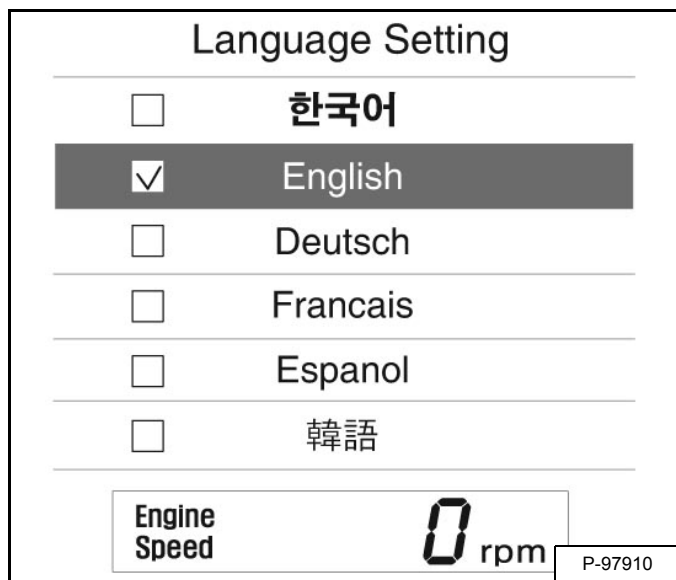 Language Setting
한국어
English
Deutsch
Francais
Espanol
韓語
Engine
Speed
0 rpm
P-97910